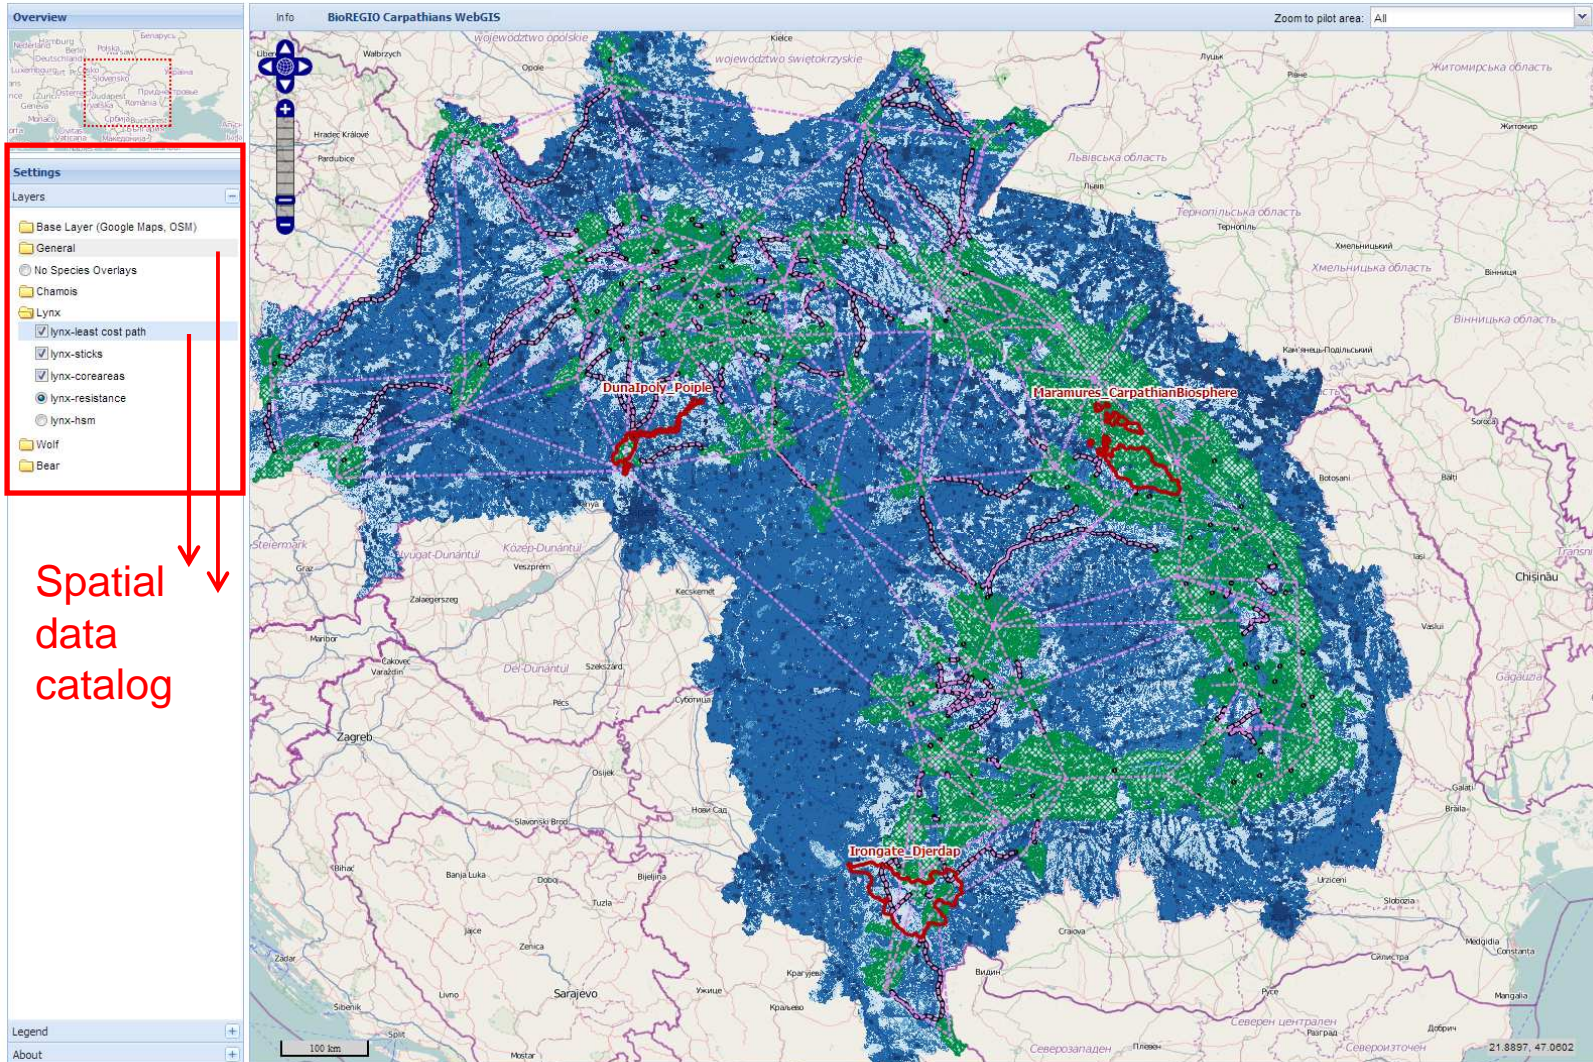 Overview
Info
BioREGIO Carpathians WebGIS
Zoom to pilot area:
All
Settings
Layers
Base Layer (Google Maps, OSM)
General
No Species Overlays
Chamois
Lynx
lynx-least cost path
lynx-sticks
lynx-coreareas
lynx-resistance
lynx-hsm
Wolf
Bear
Spatial
data
catalog
Legend
About
województwo opolskie
Kielce
województwo świętokrzyskie
Wałbrzych
Opole
Луцьк
Рівне
Житомирська область
Житомир
Hradec Králové
Pardubice
Львівська область
Львів
Тернопільська область
Тернопіль
Хмельницький
Хмельницька область
Вінниця
Вінницька область
Кам'янець-Подільський
DunaIpoly_Poiple
Maramures_CarpathianBiosphere
Soroca
Botoșani
Bălți
Steiermark
Graz
Nyugat-Dunántúl
Közép-Dunántúl
Veszprém
Iași
Chișinău
Zalaegerszeg
Kecskemét
Maribor
Čakovec
Varaždin
Dél-Dunántúl
Szekszárd
Vaslui
Gagauzia
Pécs
Суботица
Zagreb
Osijek
Нови Сад
Slavonski Brod
Galați
Brăila
Irongate_Djerdap
Bihać
Banja Luka
Doboj
Bijeljina
Tuzla
Urziceni
Slobozia
Jajce
Zenica
Craiova
Medgidia
Constanța
Силистра
Zadar
Крагујевац
Видин
Livno
Sarajevo
Ужице
Краљево
Русе
Mangalia
Šibenik
Split
Северен централен
Разград
Добрич
100 km
Mostar
Северозападен
Плевен
Североизточен
21.8897, 47.0602